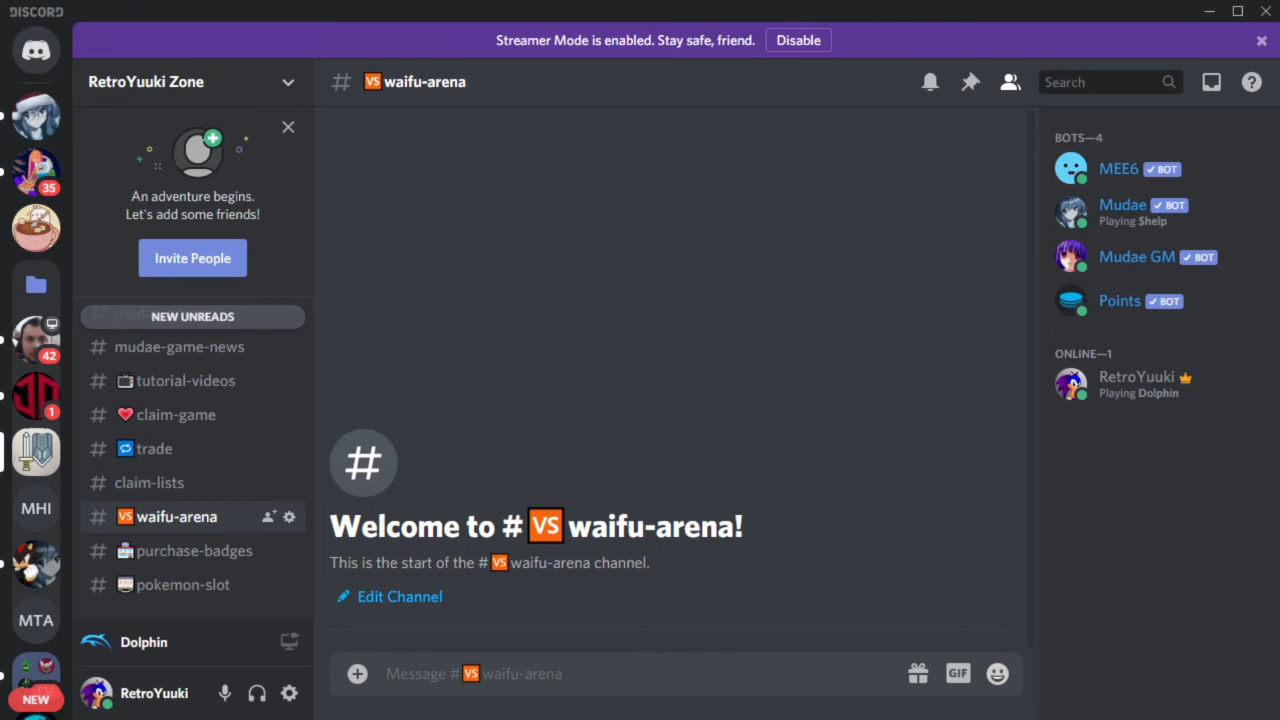 DISCORD
Streamer Mode is enabled. Stay safe, friend.
Disable
RetroYuuki Zone
# VS waifu-arena
Search
35
42
1
MHI
MTA
NEW
An adventure begins.
Let's add some friends!
Invite People
NEW UNREADS
# mudae-game-news
# tutorial-videos
# claim-game
# trade
# claim-lists
# VS waifu-arena
# purchase-badges
# pokemon-slot
Dolphin
RetroYuuki
#
Welcome to # VS waifu-arena!
This is the start of the # VS waifu-arena channel.
Edit Channel
Message # VS waifu-arena
GIF
BOTS—4
MEE6 ✓ BOT
Mudae ✓ BOT
Playing $help
Mudae GM ✓ BOT
Points ✓ BOT
ONLINE—1
RetroYuuki
Playing Dolphin